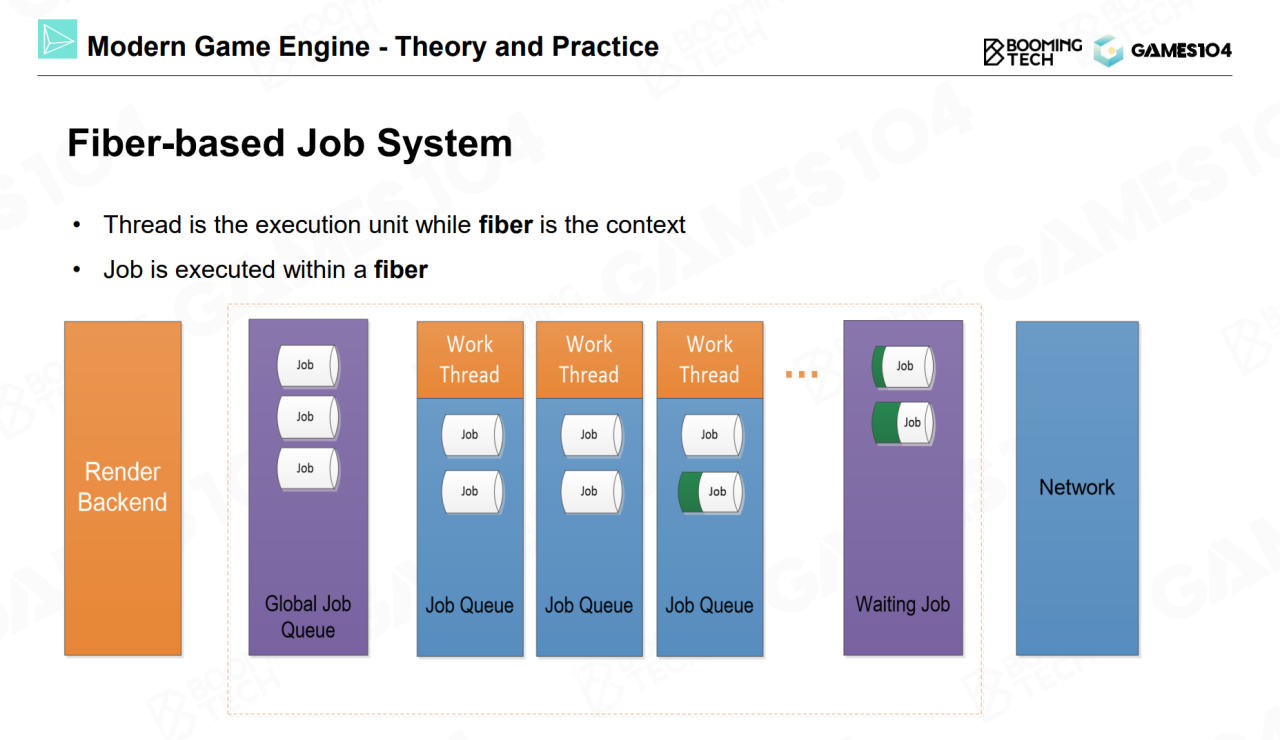 Modern Game Engine - Theory and Practice
BOOMING
TECH
GAMES104
Fiber-based Job System
• Thread is the execution unit while fiber is the context
• Job is executed within a fiber
Render
Backend
Job
Job
Job
Global Job
Queue
Work
Thread
Job
Job
Job Queue
Work
Thread
Job
Job
Job Queue
Work
Thread
Job
Job
Job Queue
...
Job
Job
Waiting Job
Network